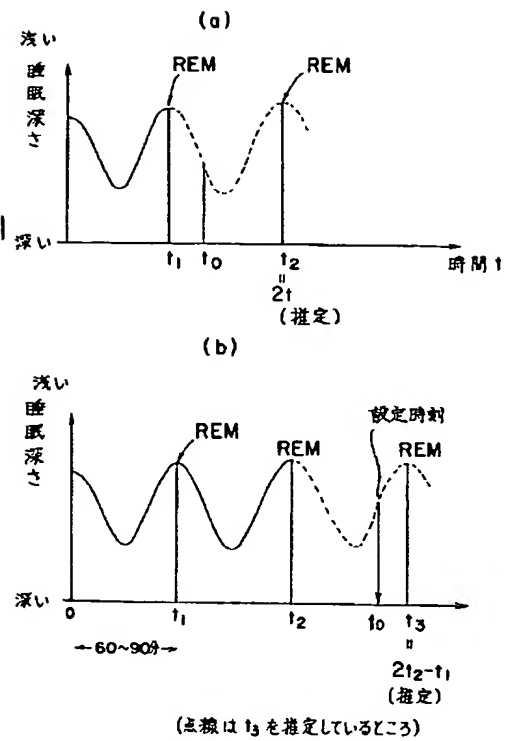 (a)
浅い
睡眠深さ
REM
REM
深い
t1 t0 t2
時間 t
=
2t
(推定)
(b)
浅い
睡眠深さ
設定時刻
REM
REM
REM
深い
0 t1 t2 t0 t3
60~90分
=
2t2-t1
(推定)
(点線は t3 を推定しているところ)